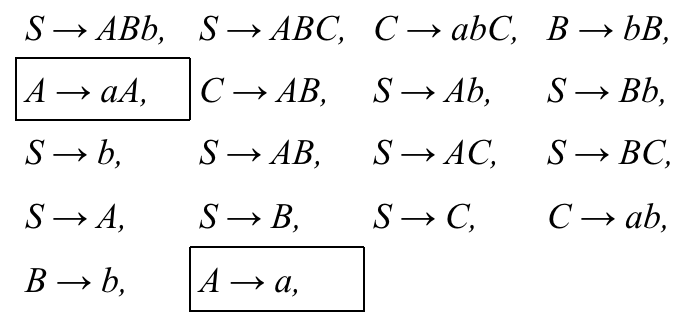 S → ABb, S → ABC, C → abC, B → bB,
A → aA, C → AB, S → Ab, S → Bb,
S → b, S → AB, S → AC, S → BC,
S → A, S → B, S → C, C → ab,
B → b, A → a,